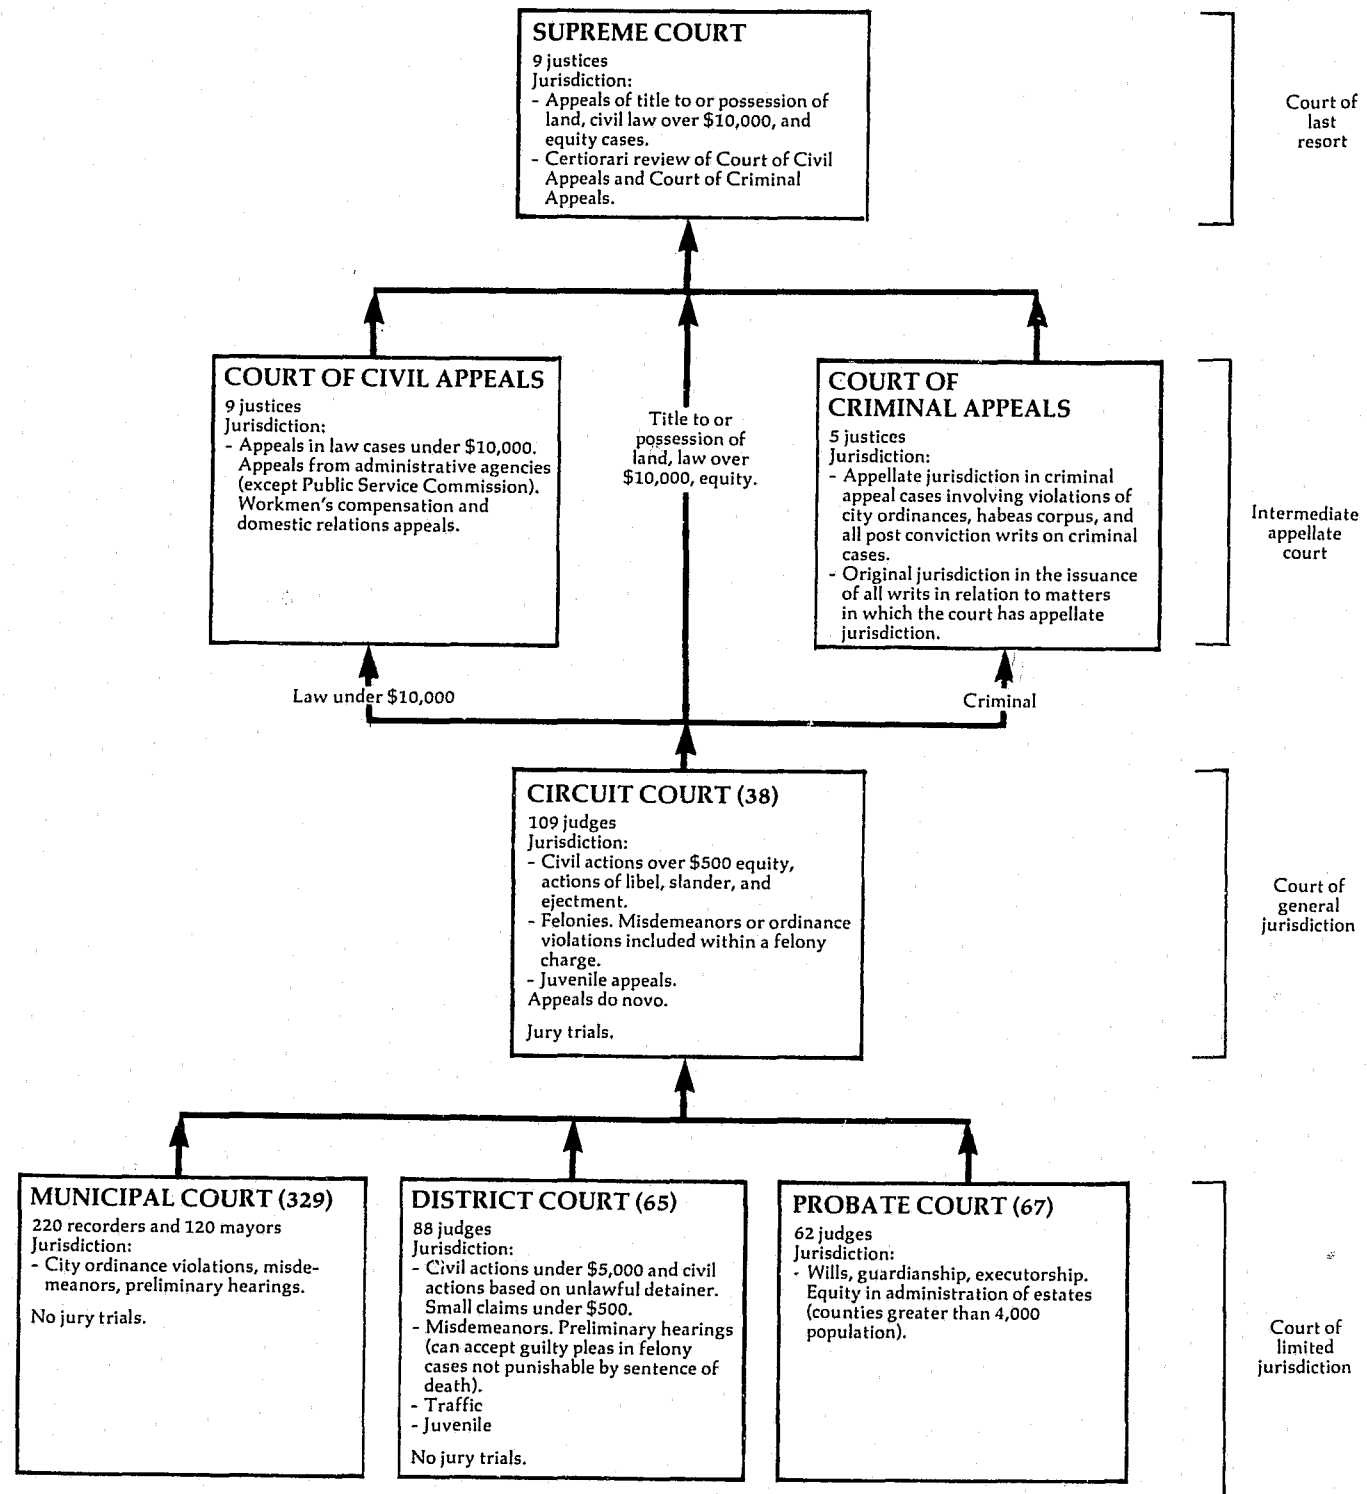 SUPREME COURT
9 justices
Jurisdiction:
- Appeals of title to or possession of
land, civil law over $10,000, and
equity cases.
- Certiorari review of Court of Civil
Appeals and Court of Criminal
Appeals.
Court of
last
resort
COURT OF CIVIL APPEALS
9 justices
Jurisdiction:
- Appeals in law cases under $10,000.
Appeals from administrative agencies
(except Public Service Commission).
Workmen's compensation and
domestic relations appeals.
Title to or
possession of
land, law over
$10,000, equity.
COURT OF
CRIMINAL APPEALS
5 justices
Jurisdiction:
- Appellate jurisdiction in criminal
appeal cases involving violations of
city ordinances, habeas corpus, and
all post conviction writs on criminal
cases.
- Original jurisdiction in the issuance
of all writs in relation to matters
in which the court has appellate
jurisdiction.
Intermediate
appellate
court
Law under $10,000
Criminal
CIRCUIT COURT (38)
109 judges
Jurisdiction:
- Civil actions over $500 equity,
actions of libel, slander, and
ejectment.
- Felonies. Misdemeanors or ordinance
violations included within a felony
charge.
- Juvenile appeals.
Appeals do novo.
Jury trials.
Court of
general
jurisdiction
MUNICIPAL COURT (329)
220 recorders and 120 mayors
Jurisdiction:
- City ordinance violations, misde-
meanors, preliminary hearings.
No jury trials.
DISTRICT COURT (65)
88 judges
Jurisdiction:
- Civil actions under $5,000 and civil
actions based on unlawful detainer.
Small claims under $500.
- Misdemeanors. Preliminary hearings
(can accept guilty pleas in felony
cases not punishable by sentence of
death).
- Traffic
- Juvenile
No jury trials.
PROBATE COURT (67)
62 judges
Jurisdiction:
- Wills, guardianship, executorship.
Equity in administration of estates
(counties greater than 4,000
population).
Court of
limited
jurisdiction